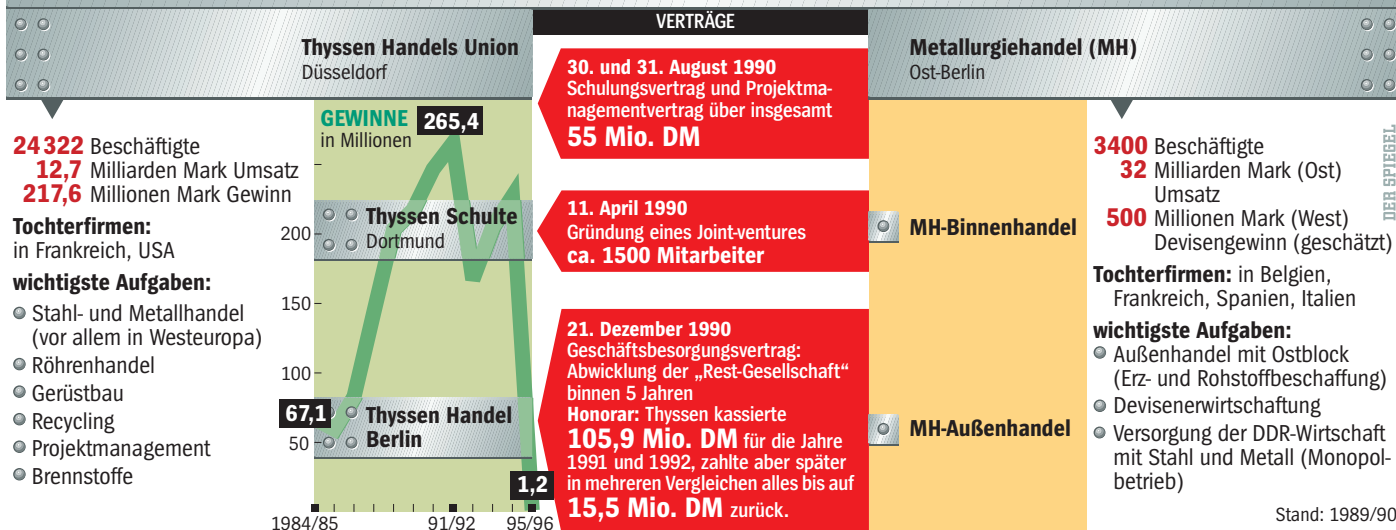 VERTRÄGE
Thyssen Handels Union
Düsseldorf
24322 Beschäftigte
12,7 Milliarden Mark Umsatz
217,6 Millionen Mark Gewinn
Tochterfirmen:
in Frankreich, USA
wichtigste Aufgaben:
Stahl- und Metallhandel
(vor allem in Westeuropa)
Röhrenhandel
Gerüstbau
Recycling
Projektmanagement
Brennstoffe
GEWINNE
in Millionen
265,4
200
150
100
50
67,1
1,2
1984/85
91/92
95/96
Thyssen Schulte
Dortmund
Thyssen Handel
Berlin
30. und 31. August 1990
Schulungsvertrag und Projektma-
nagementvertrag über insgesamt
55 Mio. DM
11. April 1990
Gründung eines Joint-ventures
ca. 1500 Mitarbeiter
21. Dezember 1990
Geschäftsbesorgungsvertrag:
Abwicklung der „Rest-Gesellschaft“
binnen 5 Jahren
Honorar: Thyssen kassierte
105,9 Mio. DM für die Jahre
1991 und 1992, zahlte aber später
in mehreren Vergleichen alles bis auf
15,5 Mio. DM zurück.
Metallurgiehandel (MH)
Ost-Berlin
MH-Binnenhandel
MH-Außenhandel
3400 Beschäftigte
32 Milliarden Mark (Ost)
Umsatz
500 Millionen Mark (West)
Devisengewinn (geschätzt)
Tochterfirmen: in Belgien,
Frankreich, Spanien, Italien
wichtigste Aufgaben:
Außenhandel mit Ostblock
(Erz- und Rohstoffbeschaffung)
Devisenerwirtschaftung
Versorgung der DDR-Wirtschaft
mit Stahl und Metall (Monopol-
betrieb)
Stand: 1989/90
DER SPIEGEL